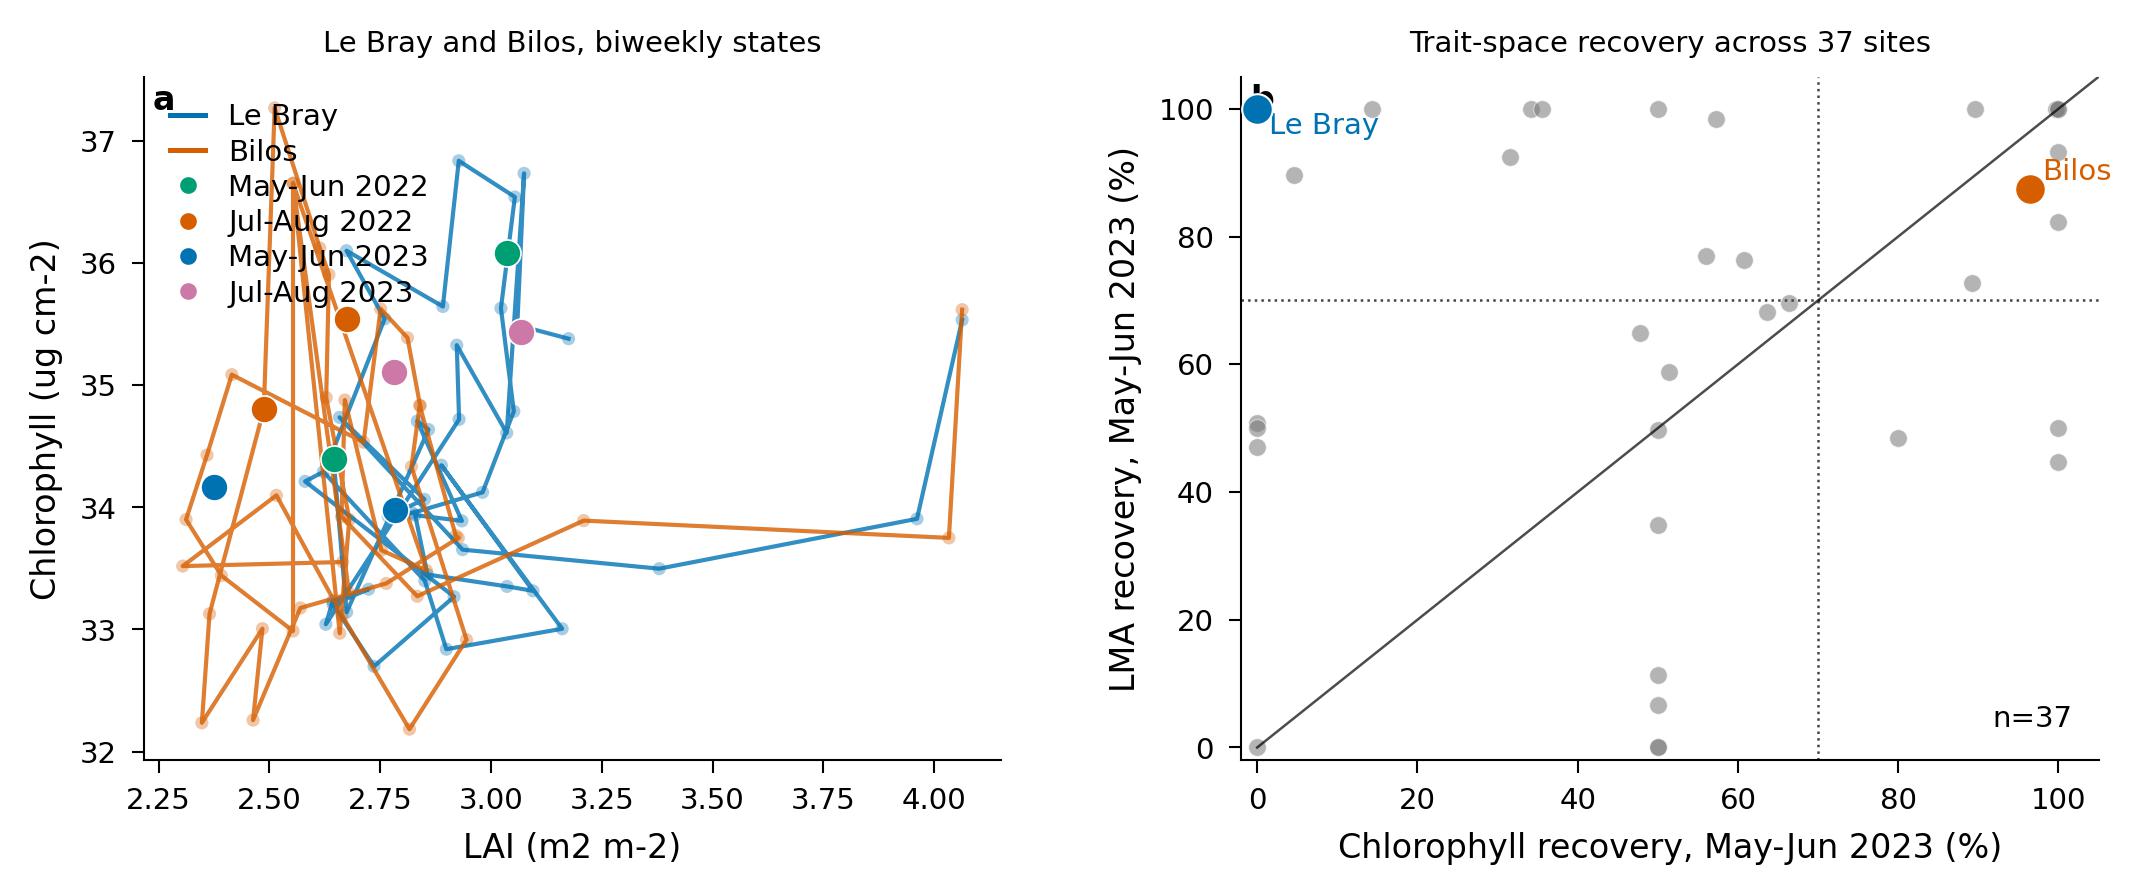 Le Bray and Bilos, biweekly states
a
Le Bray
Bilos
May-Jun 2022
Jul-Aug 2022
May-Jun 2023
Jul-Aug 2023
37
36
35
34
33
32
Chlorophyll (ug cm-2)
2.25 2.50 2.75 3.00 3.25 3.50 3.75 4.00
LAI (m2 m-2)
Trait-space recovery across 37 sites
b
Le Bray
Bilos
n=37
100
80
60
40
20
0
LMA recovery, May-Jun 2023 (%)
0 20 40 60 80 100
Chlorophyll recovery, May-Jun 2023 (%)